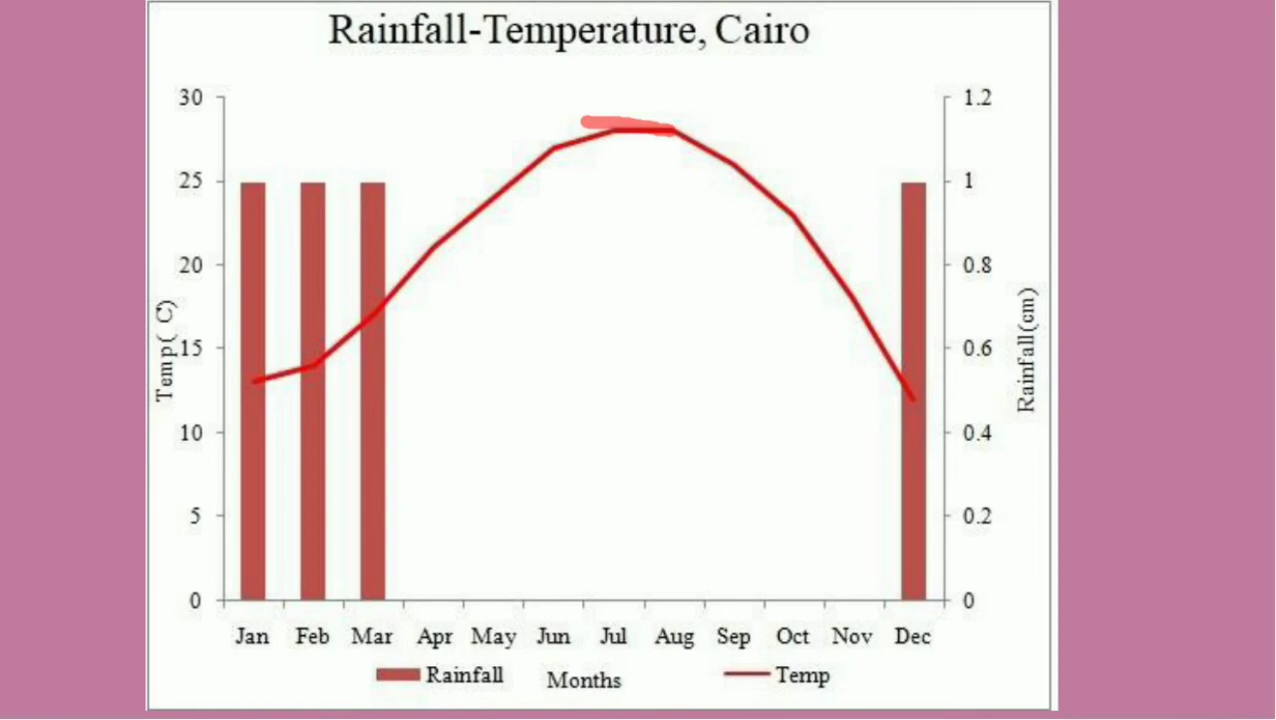 Rainfall-Temperature, Cairo
30
25
20
15
10
5
0
Temp( C)
1.2
1
0.8
0.6
0.4
0.2
0
Rainfall(cm)
Jan Feb Mar Apr May Jun Jul Aug Sep Oct Nov Dec
Rainfall Months Temp